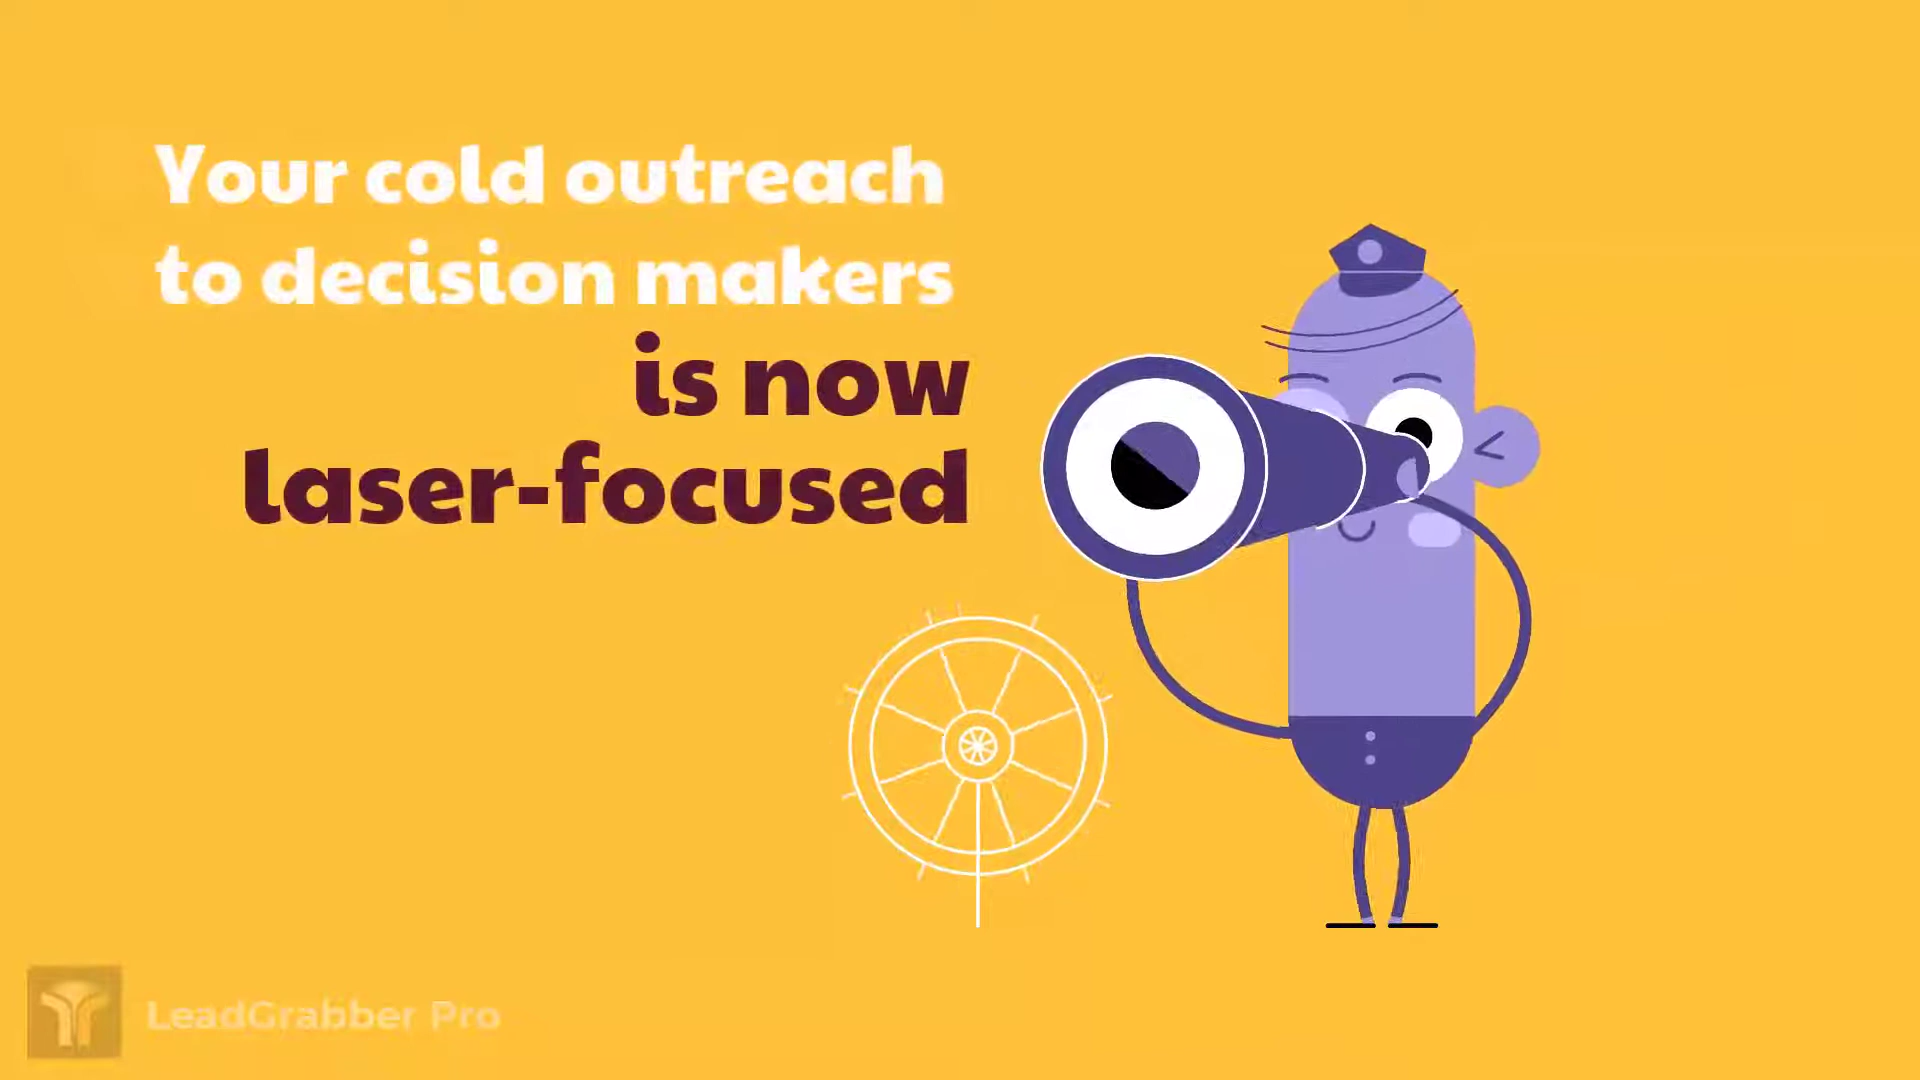 Your cold outreach
to decision makers
is now
laser-focused
LeadGrabber Pro